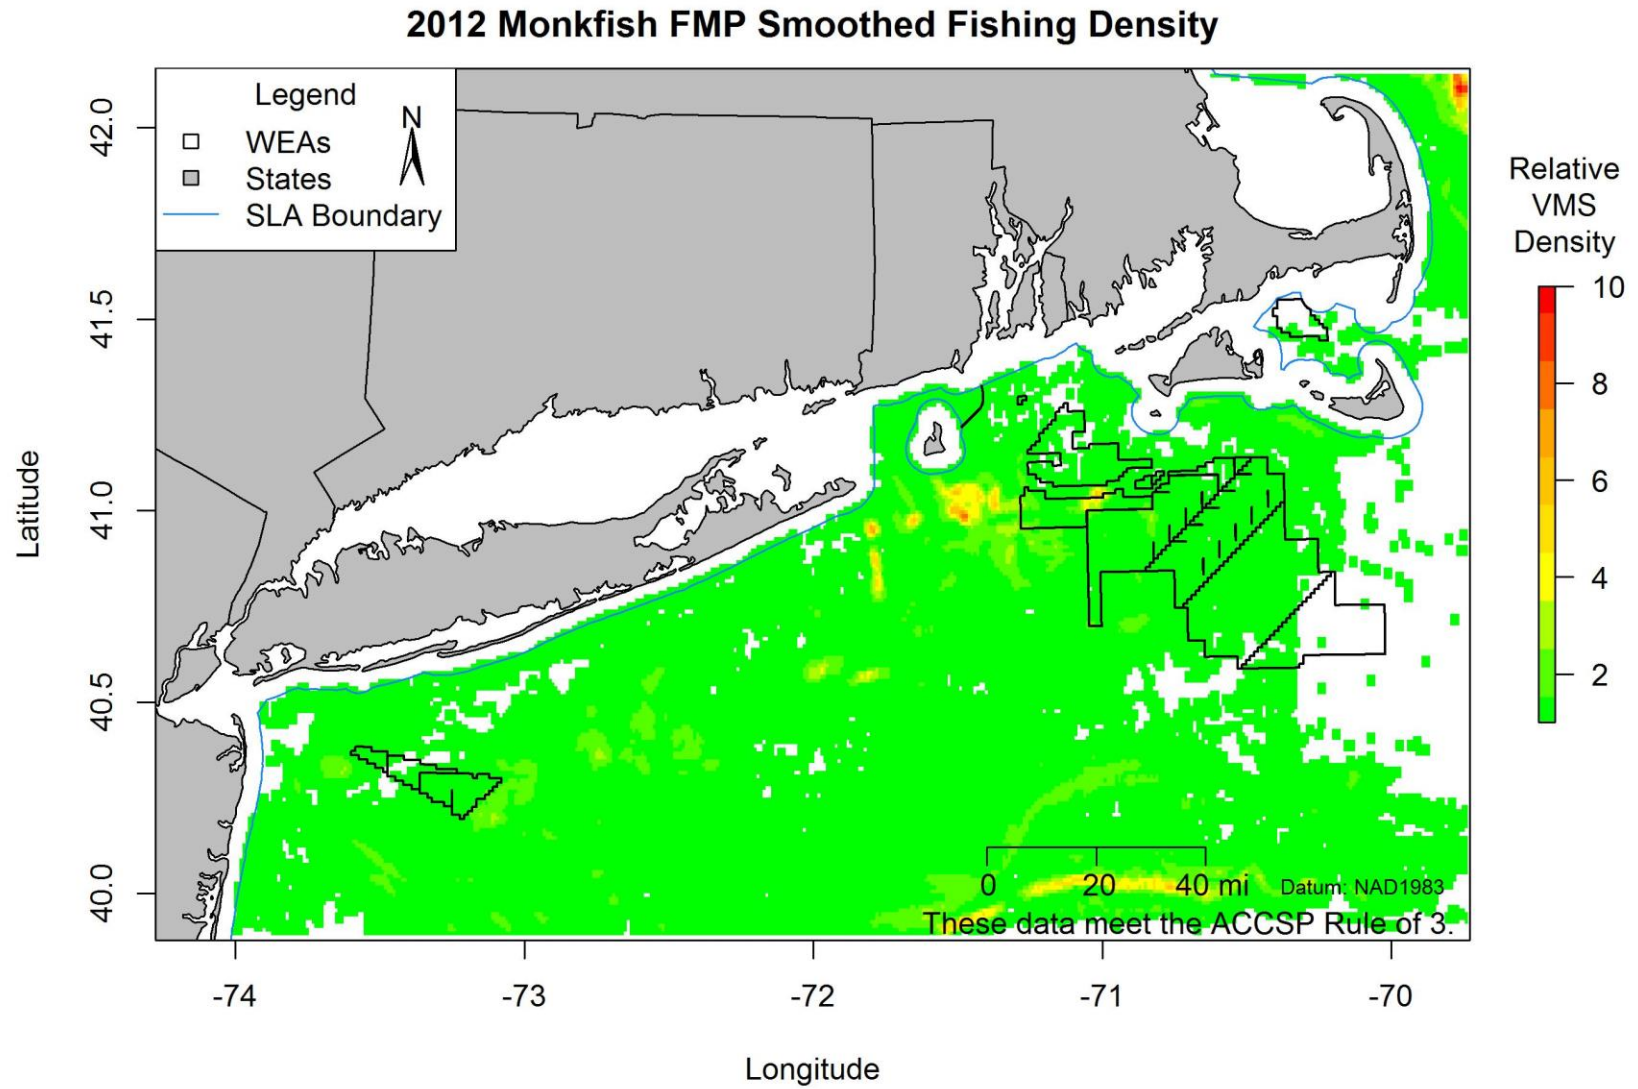 2012 Monkfish FMP Smoothed Fishing Density
Legend
N
WEAs
States
SLA Boundary
Relative
VMS
Density
10
8
6
4
2
Latitude
42.0
41.5
41.0
40.5
40.0
0 20 40 mi Datum: NAD1983
These data meet the ACCSP Rule of 3.
-74 -73 -72 -71 -70
Longitude